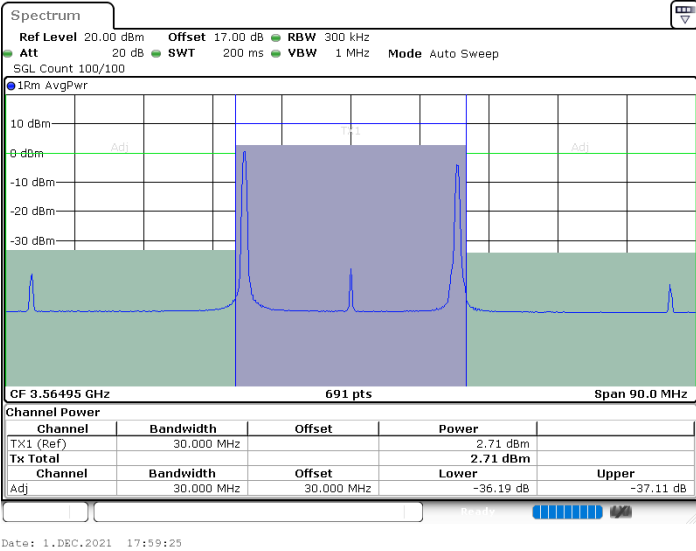 Spectrum
Ref Level 20.00 dBm Offset 17.00 dB RBW 300 kHz
Att 20 dB SWT 200 ms VBW 1 MHz Mode Auto Sweep
SGL Count 100/100
1Rm AvgPwr
10 dBm
TX1
Adj
0 dBm
Adj
-10 dBm
-20 dBm
-30 dBm
CF 3.56495 GHz 691 pts Span 90.0 MHz
Channel Power
Channel Bandwidth Offset Power
TX1 (Ref) 30.000 MHz 2.71 dBm
Tx Total 2.71 dBm
Channel Bandwidth Offset Lower Upper
Adj 30.000 MHz 30.000 MHz -36.19 dB -37.11 dB
Ready
Date: 1.DEC.2021 17:59:25